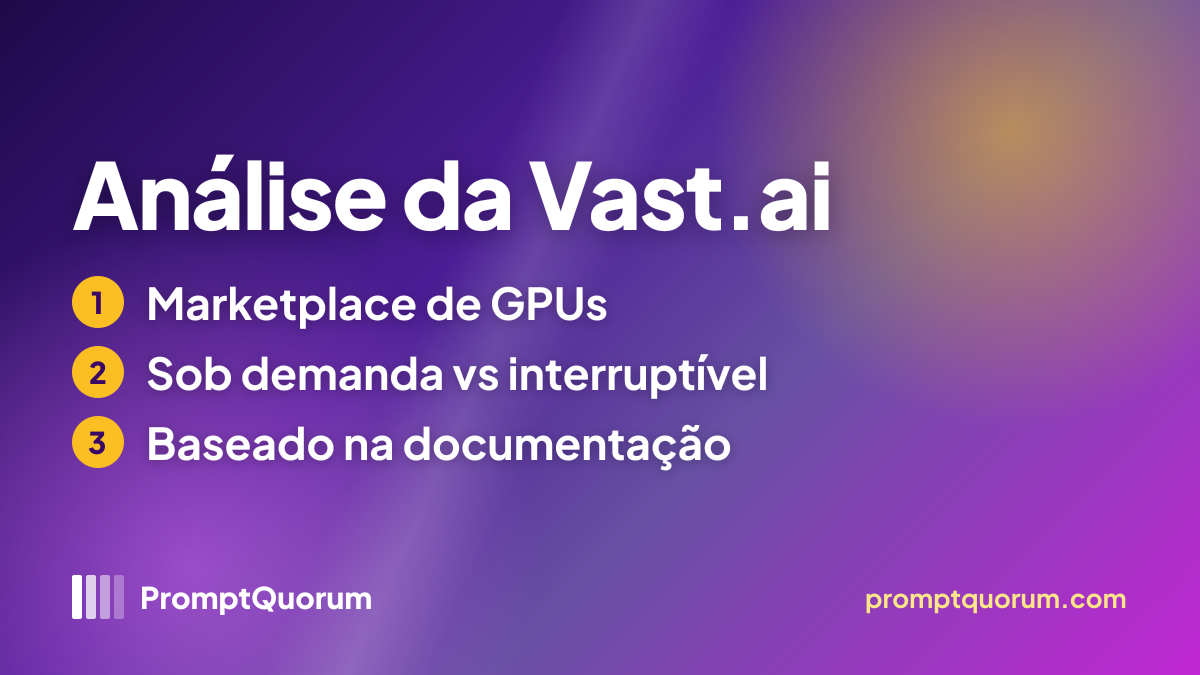 Análise da Vast.ai
1 Marketplace de GPUs
2 Sob demanda vs interruptível
3 Baseado na documentação
PromptQuorum
promptquorum.com